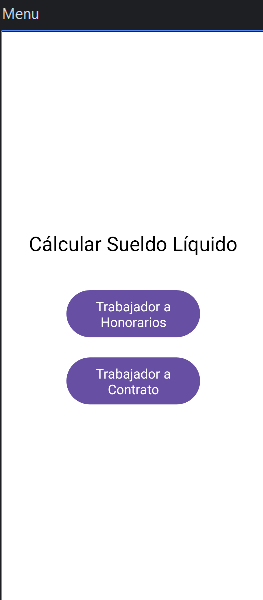 Menu
Cálcular Sueldo Líquido
Trabajador a
Honorarios
Trabajador a
Contrato